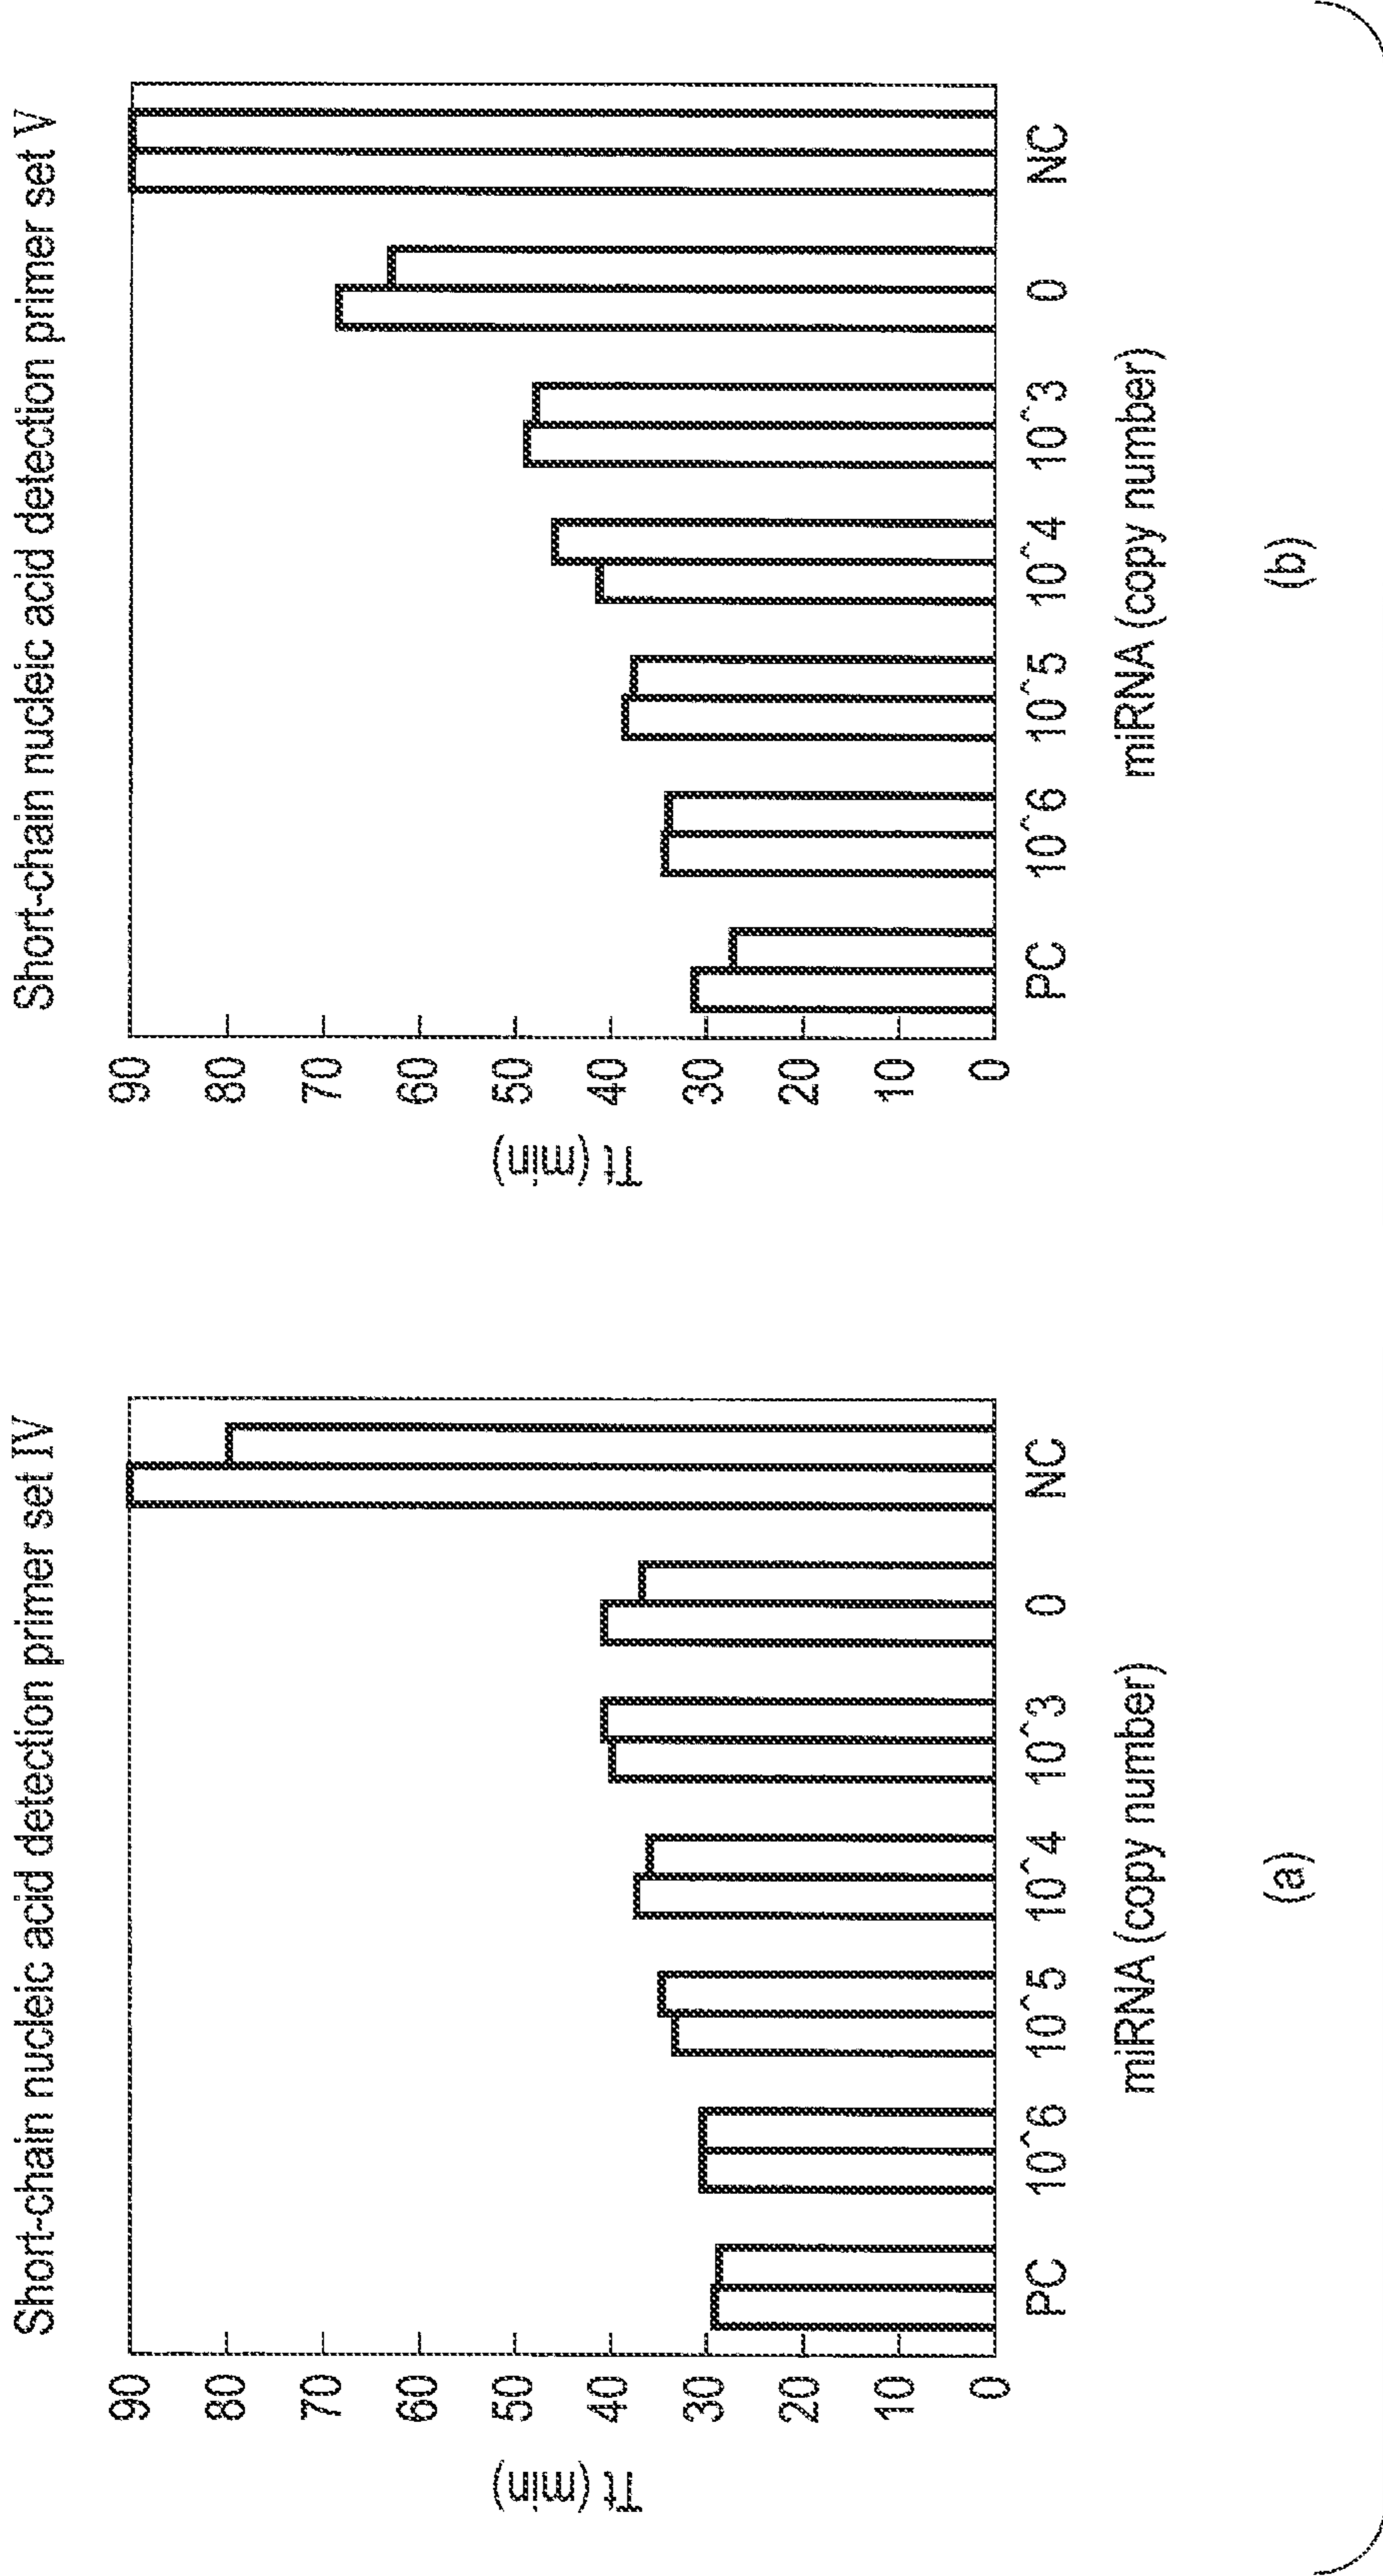 Short-chain nucleic acid detection primer set IV
90
80
70
60
50
40
30
20
10
0
Tt (min)
PC 10^6 10^5 10^4 10^3 0 NC
miRNA (copy number)
(a)
Short-chain nucleic acid detection primer set V
90
80
70
60
50
40
30
20
10
0
Tt (min)
PC 10^6 10^5 10^4 10^3 0 NC
miRNA (copy number)
(b)